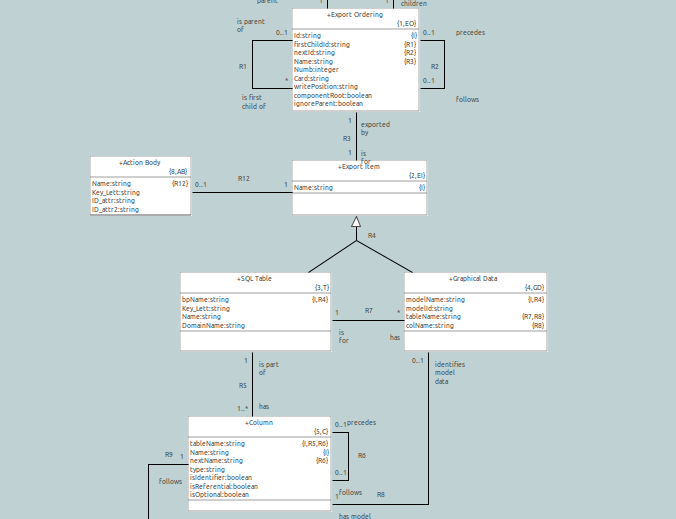 parent
1
1
children
+Export Ordering
{1,EO}
is parent
of
0..1
0..1
precedes
Id:string {I}
firstChildId:string {R1}
nextId:string {R2}
Name:string {R3}
Numb:integer
Card:string
writePosition:string
componentRoot:boolean
ignoreParent:boolean
R1
R2
*
0..1
is first
child of
follows
1
exported
by
R3
1
is
for
+Action Body
{8,AB}
Name:string {R12}
Key_Lett:string
ID_attr:string
ID_attr2:string
0..1
R12
1
+Export Item
{2,EI}
Name:string {I}
R4
+SQL Table
{3,T}
bpName:string {I,R4}
Key_Lett:string
Name:string
DomainName:string
+Graphical Data
{4,GD}
modelName:string {I,R4}
modelId:string
tableName:string {R7,R8}
colName:string {R8}
1
R7
*
is
for
has
1
is part
of
0..1
identifies
model
data
R5
1..*
has
+Column
{5,C}
tableName:string {I,R5,R6}
Name:string {I}
nextName:string {R6}
type:string
isIdentifier:boolean
isReferential:boolean
isOptional:boolean
0..1
precedes
R6
0..1
follows
R9
1
follows
1
R8
has model